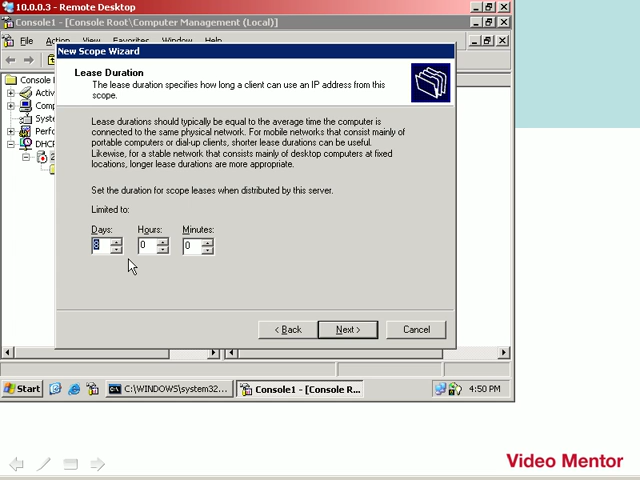 10.0.0.3 - Remote Desktop
Console1 - [Console Root\Computer Management (Local)]
File Action View Favorites Window Help
New Scope Wizard
Lease Duration
The lease duration specifies how long a client can use an IP address from this
scope.
Console
Activ
Comp
Syste
Perfo
DHCP
Lease durations should typically be equal to the average time the computer is
connected to the same physical network. For mobile networks that consist mainly of
portable computers or dial-up clients, shorter lease durations can be useful.
Likewise, for a stable network that consists mainly of desktop computers at fixed
locations, longer lease durations are more appropriate.
Set the duration for scope leases when distributed by this server.
Limited to:
Days: Hours: Minutes:
8 0 0
< Back Next > Cancel
Start C:\WINDOWS\system32... Console1 - [Console R... 4:50 PM
Video Mentor